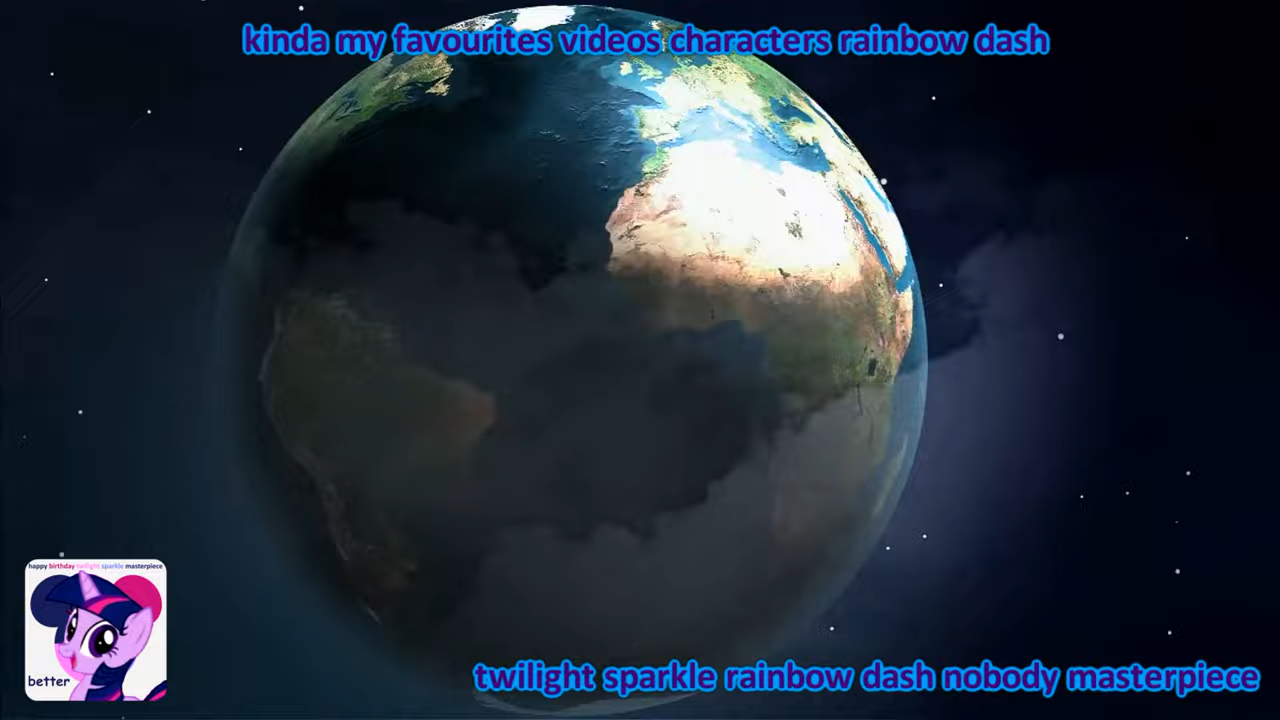 kinda my favourites videos characters rainbow dash
happy birthday twilight sparkle masterpiece
better
twilight sparkle rainbow dash nobody masterpiece